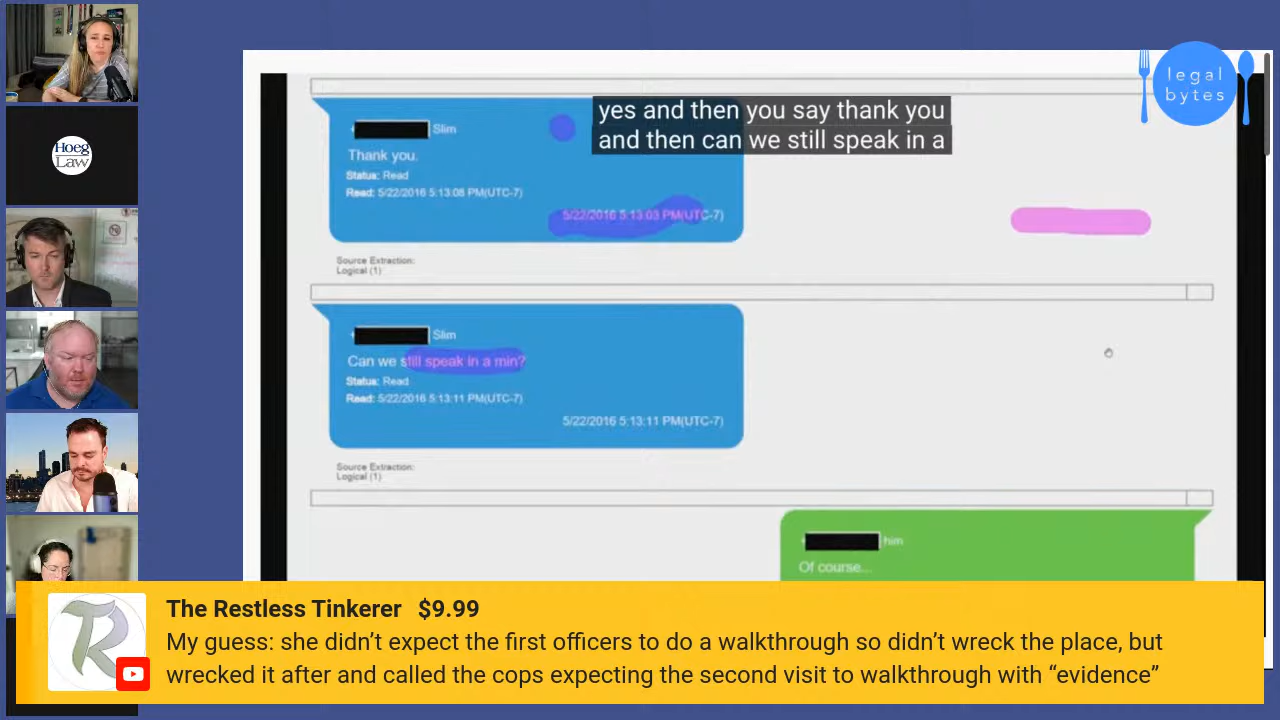 Hoeg
Law
legal
bytes
yes and then you say thank you
and then can we still speak in a
Slim
Thank you.
Status: Read
Read: 5/22/2016 5:13:08 PM(UTC-7)
5/22/2016 5:13:03 PM(UTC-7)
Source Extraction:
Logical (1)
Slim
Can we still speak in a min?
Status: Read
Read: 5/22/2016 5:13:11 PM(UTC-7)
5/22/2016 5:13:11 PM(UTC-7)
Source Extraction:
Logical (1)
him
Of course...
The Restless Tinkerer $9.99
My guess: she didn’t expect the first officers to do a walkthrough so didn’t wreck the place, but
wrecked it after and called the cops expecting the second visit to walkthrough with “evidence”